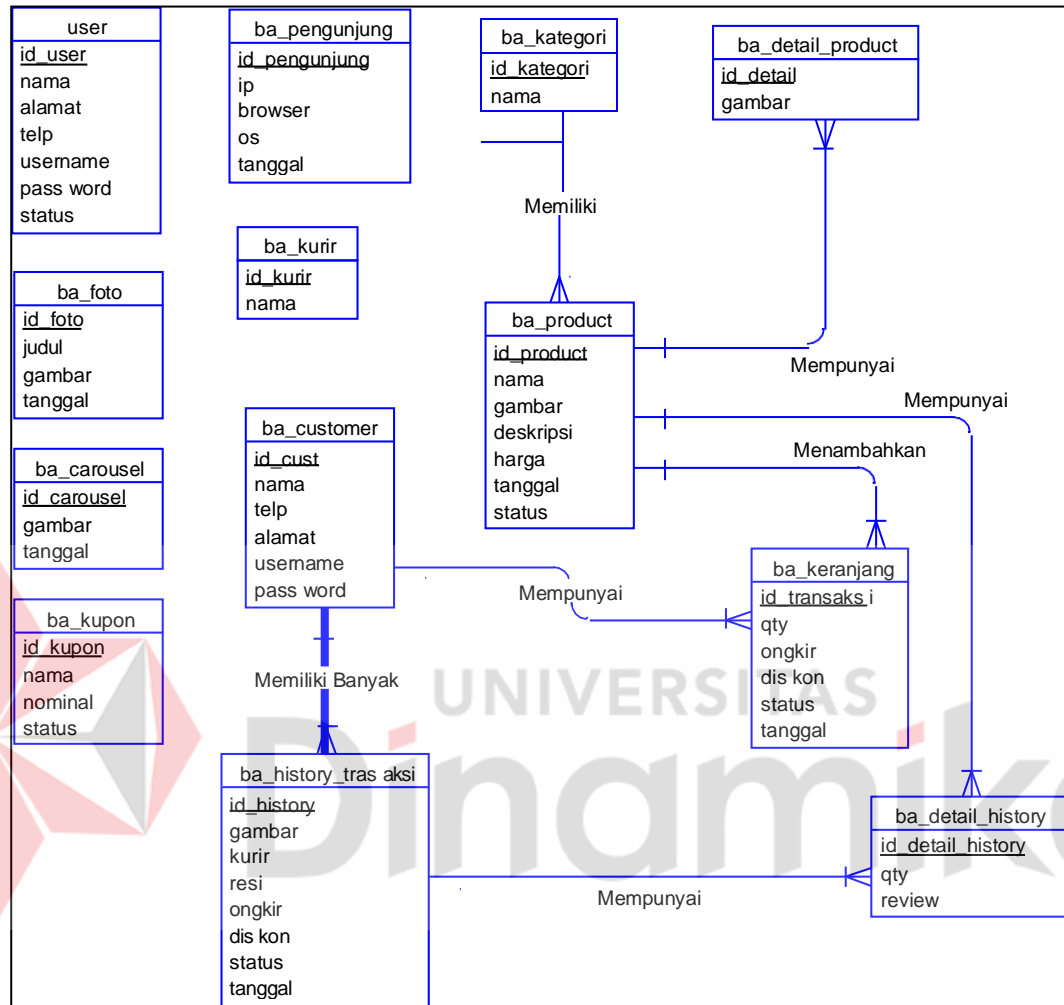 user
id_user
nama
alamat
telp
username
pass word
status
ba_pengunjung
id_pengunjung
ip
browser
os
tanggal
ba_kategori
id_kategori
nama
ba_detail_product
id_detail
gambar
Memiliki
ba_kurir
id_kurir
nama
ba_foto
id_foto
judul
gambar
tanggal
ba_product
id_product
nama
gambar
deskripsi
harga
tanggal
status
Mempunyai
Mempunyai
Menambahkan
ba_customer
id_cust
nama
telp
alamat
username
pass word
ba_carousel
id_carousel
gambar
tanggal
ba_keranjang
id_transaks i
qty
ongkir
dis kon
status
tanggal
Mempunyai
ba_kupon
id_kupon
nama
nominal
status
Memiliki Banyak
UNIVERSITAS
Dinamika
ba_history_tras aksi
id_history
gambar
kurir
resi
ongkir
dis kon
status
tanggal
Mempunyai
ba_detail_history
id_detail_history
qty
review